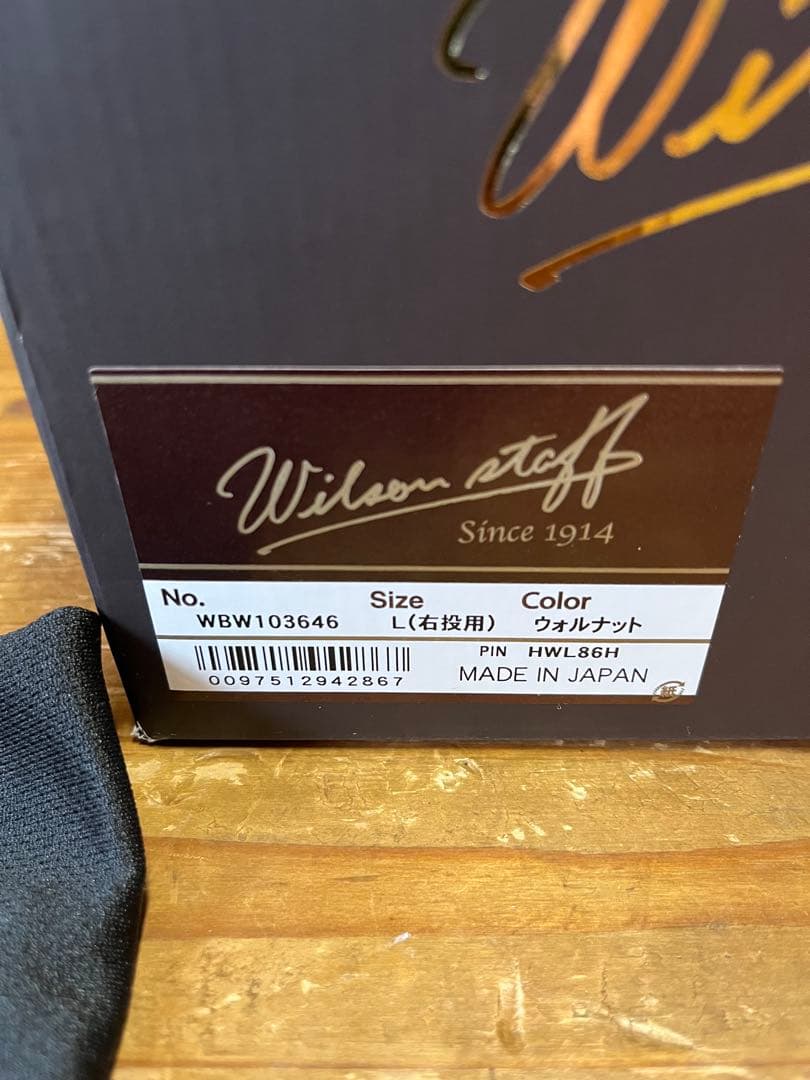 Wilson staff
Since 1914
No. Size Color
WBW103646 L(右投用) ウォルナット
PIN HWL86H
0097512942867 MADE IN JAPAN
紙